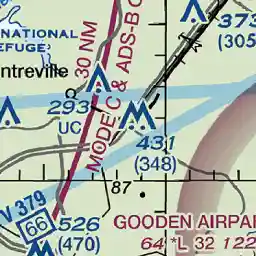 NATIONAL
REFUGE)
373
(305
ntreville
30 NM
MODE C & ADS-B O
293
UC
431
(348)
87
V 379
66
526
(470)
GOODEN AIRPA
64 *L 32 122